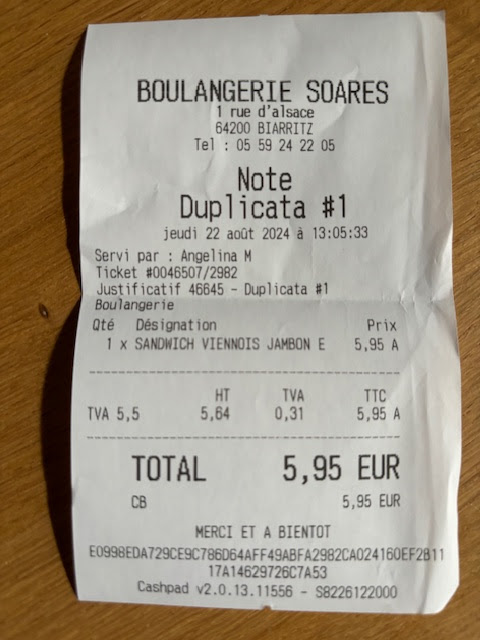 BOULANGERIE SOARES
1 rue d'alsace
64200 BIARRITZ
Tel : 05 59 24 22 05
Note
Duplicata #1
jeudi 22 août 2024 à 13:05:33
Servi par : Angelina M
Ticket #0046507/2982
Justificatif 46645 - Duplicata #1
Boulangerie
Qté Désignation Prix
1 x SANDWICH VIENNOIS JAMBON E 5,95 A
HT TVA TTC
TVA 5,5 5,64 0,31 5,95 A
TOTAL 5,95 EUR
CB 5,95 EUR
MERCI ET A BIENTOT
E0998EDA729CE9C786D64AFF49ABFA2982CA024160EF2B11
17A14629726C7A53
Cashpad v2.0.13.11556 - S8226122000